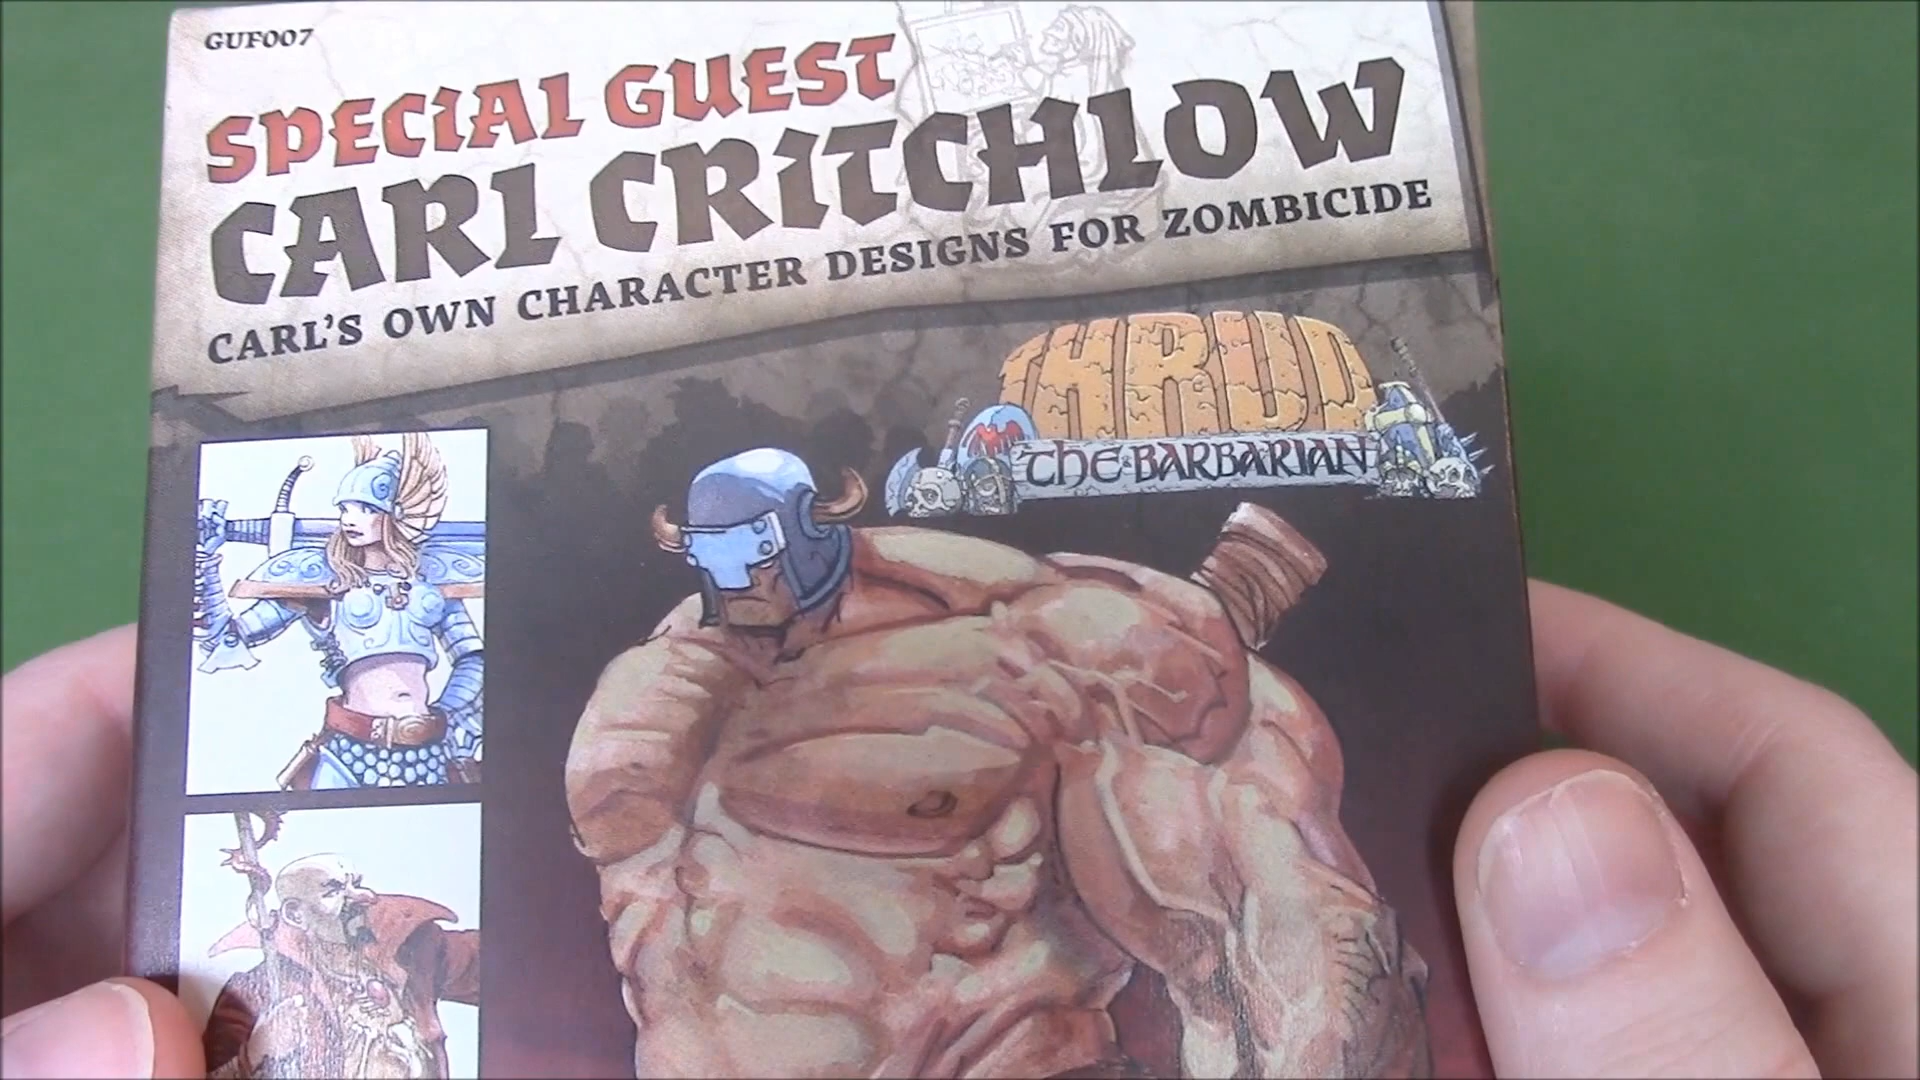 GUF007
SPECIAL GUEST
CARL CRITCHLOW
CARL'S OWN CHARACTER DESIGNS FOR ZOMBICIDE
THRUD
THE BARBARIAN